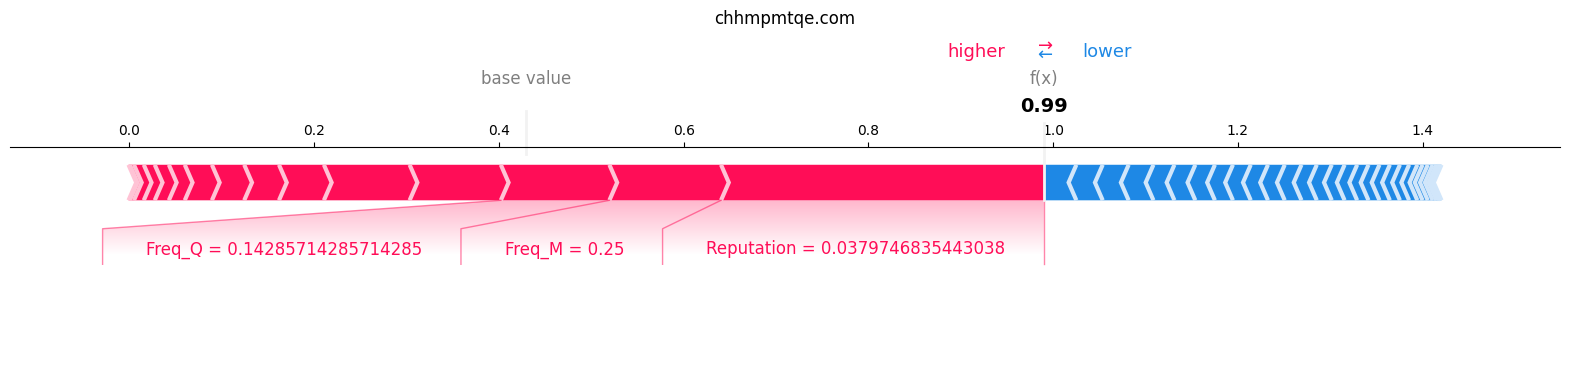 chhmpmtqe.com
higher → ← lower
base value f(x)
0.99
0.0 0.2 0.4 0.6 0.8 1.0 1.2 1.4
Freq_Q = 0.14285714285714285 Freq_M = 0.25 Reputation = 0.0379746835443038